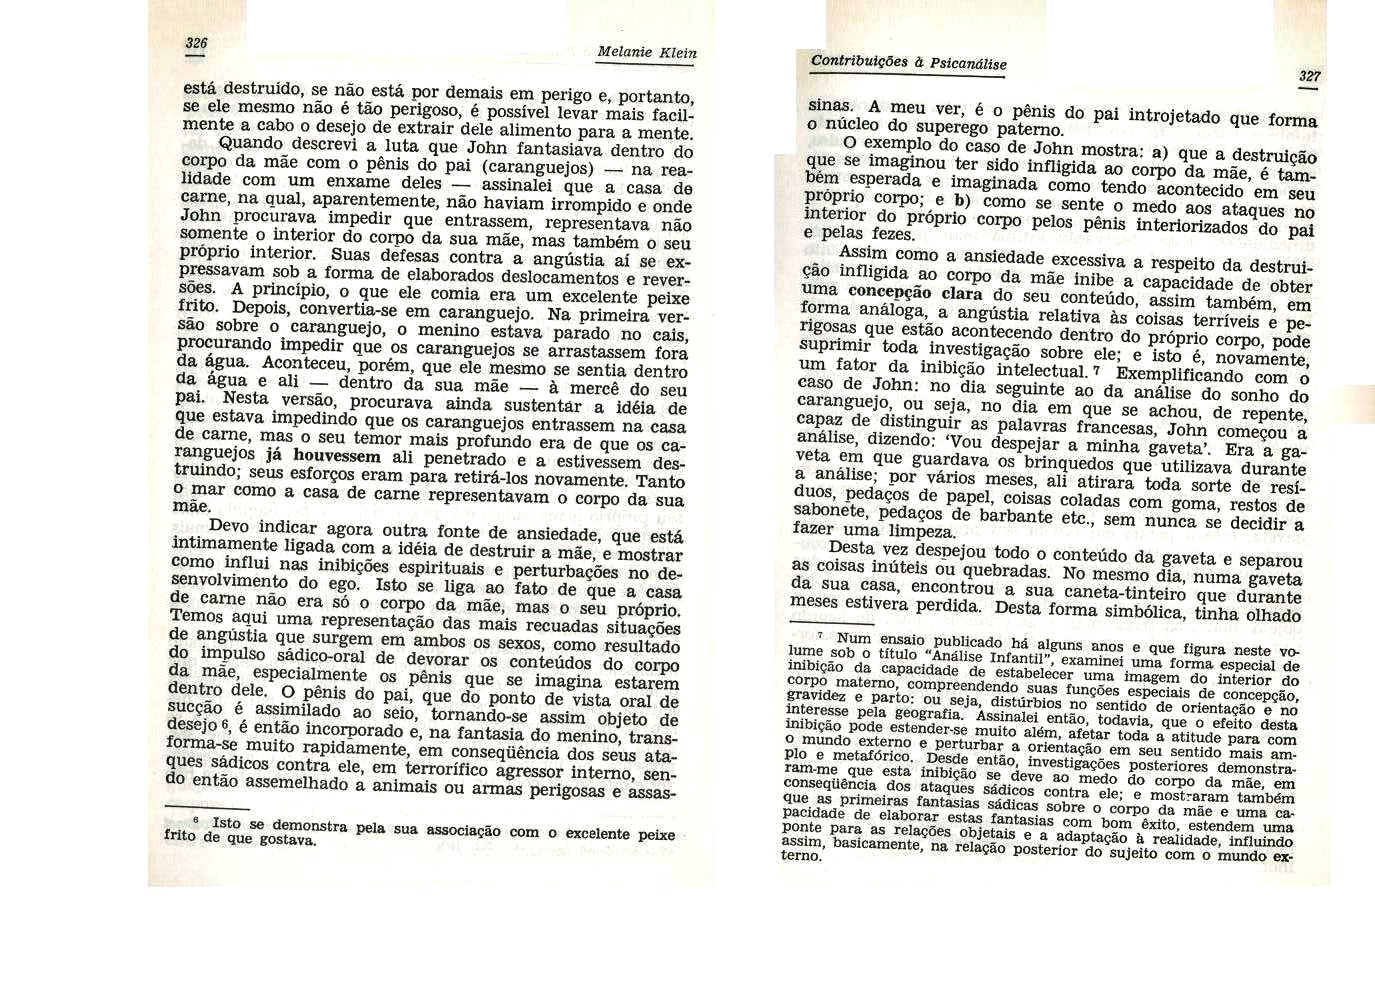 326
Melanie Klein
está destruído, se não está por demais em perigo e, portanto,
se ele mesmo não é tão perigoso, é possível levar mais facil-
mente a cabo o desejo de extrair dele alimento para a mente.
Quando descrevi a luta que John fantasiava dentro do
corpo da mãe com o pênis do pai (caranguejos) — na rea-
lidade com um enxame deles — assinalei que a casa de
carne, na qual, aparentemente, não haviam irrompido e onde
John procurava impedir que entrassem, representava não
somente o interior do corpo da sua mãe, mas também o seu
próprio interior. Suas defesas contra a angústia aí se ex-
pressavam sob a forma de elaborados deslocamentos e rever-
sões. A princípio, o que ele comia era um excelente peixe
frito. Depois, convertia-se em caranguejo. Na primeira ver-
são sobre o caranguejo, o menino estava parado no cais,
procurando impedir que os caranguejos se arrastassem fora
da água. Aconteceu, porém, que ele mesmo se sentia dentro
da água e ali — dentro da sua mãe — à mercê do seu
pai. Nesta versão, procurava ainda sustentar a idéia de
que estava impedindo que os caranguejos entrassem na casa
de carne, mas o seu temor mais profundo era de que os ca-
ranguejos já houvessem ali penetrado e a estivessem des-
truindo; seus esforços eram para retirá-los novamente. Tanto
o mar como a casa de carne representavam o corpo da sua
mãe.
Devo indicar agora outra fonte de ansiedade, que está
intimamente ligada com a idéia de destruir a mãe, e mostrar
como influi nas inibições espirituais e perturbações no de-
senvolvimento do ego. Isto se liga ao fato de que a casa
de carne não era só o corpo da mãe, mas o seu próprio.
Temos aqui uma representação das mais recuadas situações
de angústia que surgem em ambos os sexos, como resultado
do impulso sádico-oral de devorar os conteúdos do corpo
da mãe, especialmente os pênis que se imagina estarem
dentro dele. O pênis do pai, que do ponto de vista oral de
sucção é assimilado ao seio, tornando-se assim objeto de
desejo 6, é então incorporado e, na fantasia do menino, trans-
forma-se muito rapidamente, em conseqüência dos seus ata-
ques sádicos contra ele, em terrorífico agressor interno, sen-
do então assemelhado a animais ou armas perigosas e assas-
6 Isto se demonstra pela sua associação com o excelente peixe
frito de que gostava.
Contribuições à Psicanálise
327
sinas. A meu ver, é o pênis do pai introjetado que forma
o núcleo do superego paterno.
O exemplo do caso de John mostra: a) que a destruição
que se imaginou ter sido infligida ao corpo da mãe, é tam-
bém esperada e imaginada como tendo acontecido em seu
próprio corpo; e b) como se sente o medo aos ataques no
interior do próprio corpo pelos pênis interiorizados do pai
e pelas fezes.
Assim como a ansiedade excessiva a respeito da destrui-
ção infligida ao corpo da mãe inibe a capacidade de obter
uma concepção clara do seu conteúdo, assim também, em
forma análoga, a angústia relativa às coisas terríveis e pe-
rigosas que estão acontecendo dentro do próprio corpo, pode
suprimir toda investigação sobre ele; e isto é, novamente,
um fator da inibição intelectual. 7 Exemplificando com o
caso de John: no dia seguinte ao da análise do sonho do
caranguejo, ou seja, no dia em que se achou, de repente,
capaz de distinguir as palavras francesas, John começou a
análise, dizendo: 'Vou despejar a minha gaveta'. Era a ga-
veta em que guardava os brinquedos que utilizava durante
a análise; por vários meses, ali atirara toda sorte de resí-
duos, pedaços de papel, coisas coladas com goma, restos de
sabonete, pedaços de barbante etc., sem nunca se decidir a
fazer uma limpeza.
Desta vez despejou todo o conteúdo da gaveta e separou
as coisas inúteis ou quebradas. No mesmo dia, numa gaveta
da sua casa, encontrou a sua caneta-tinteiro que durante
meses estivera perdida. Desta forma simbólica, tinha olhado
7 Num ensaio publicado há alguns anos e que figura neste vo-
lume sob o título "Análise Infantil", examinei uma forma especial de
inibição da capacidade de estabelecer uma imagem do interior do
corpo materno, compreendendo suas funções especiais de concepção,
gravidez e parto: ou seja, distúrbios no sentido de orientação e no
interesse pela geografia. Assinalei então, todavia, que o efeito desta
inibição pode estender-se muito além, afetar toda a atitude para com
o mundo externo e perturbar a orientação em seu sentido mais am-
plo e metafórico. Desde então, investigações posteriores demonstra-
ram-me que esta inibição se deve ao medo do corpo da mãe, em
conseqüência dos ataques sádicos contra ele; e mostraram também
que as primeiras fantasias sádicas sobre o corpo da mãe e uma ca-
pacidade de elaborar estas fantasias com bom êxito, estendem uma
ponte para as relações objetais e a adaptação à realidade, influindo
assim, basicamente, na relação posterior do sujeito com o mundo ex-
terno.